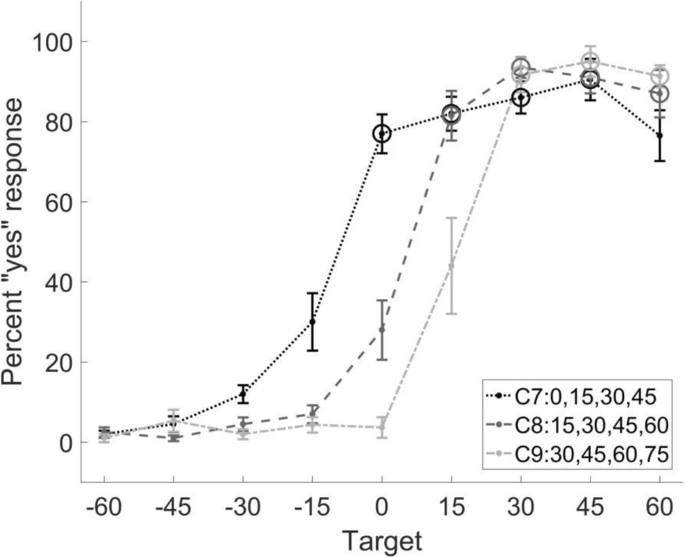 Percent "yes" response
100
80
60
40
20
0
-60 -45 -30 -15 0 15 30 45 60
Target
C7:0,15,30,45
C8:15,30,45,60
C9:30,45,60,75